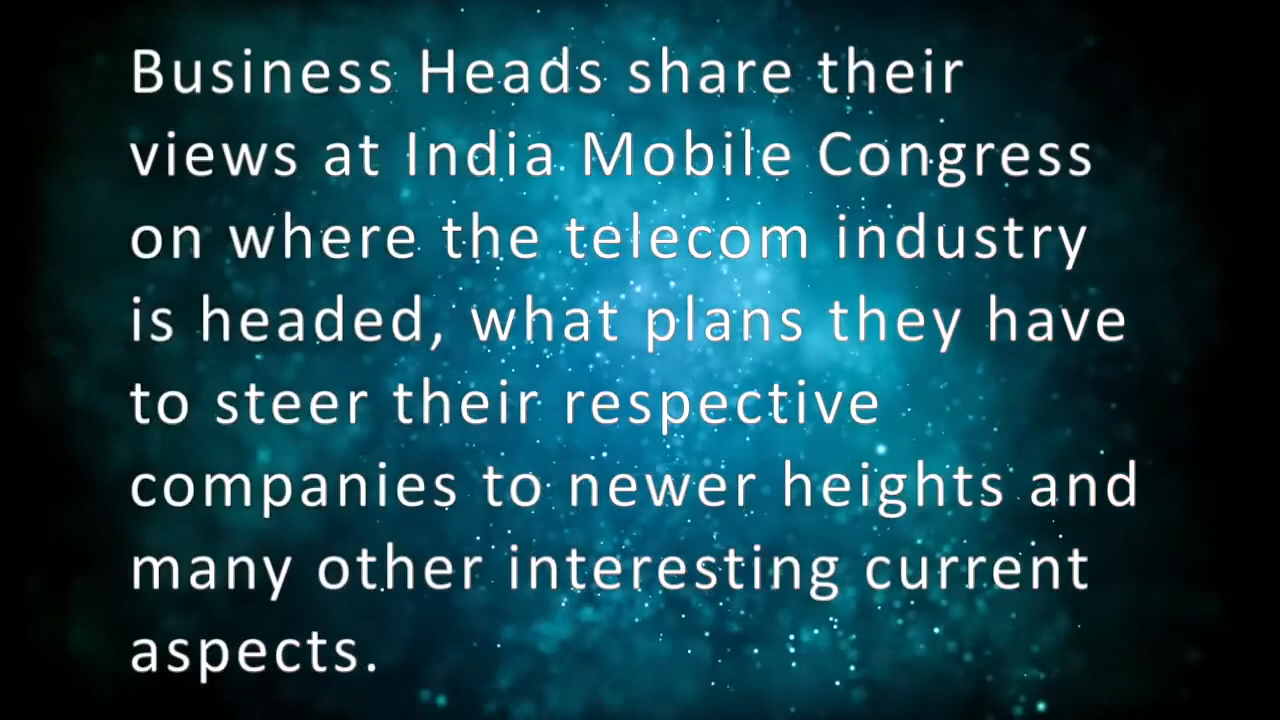 Business Heads share their
views at India Mobile Congress
on where the telecom industry
is headed, what plans they have
to steer their respective
companies to newer heights and
many other interesting current
aspects.